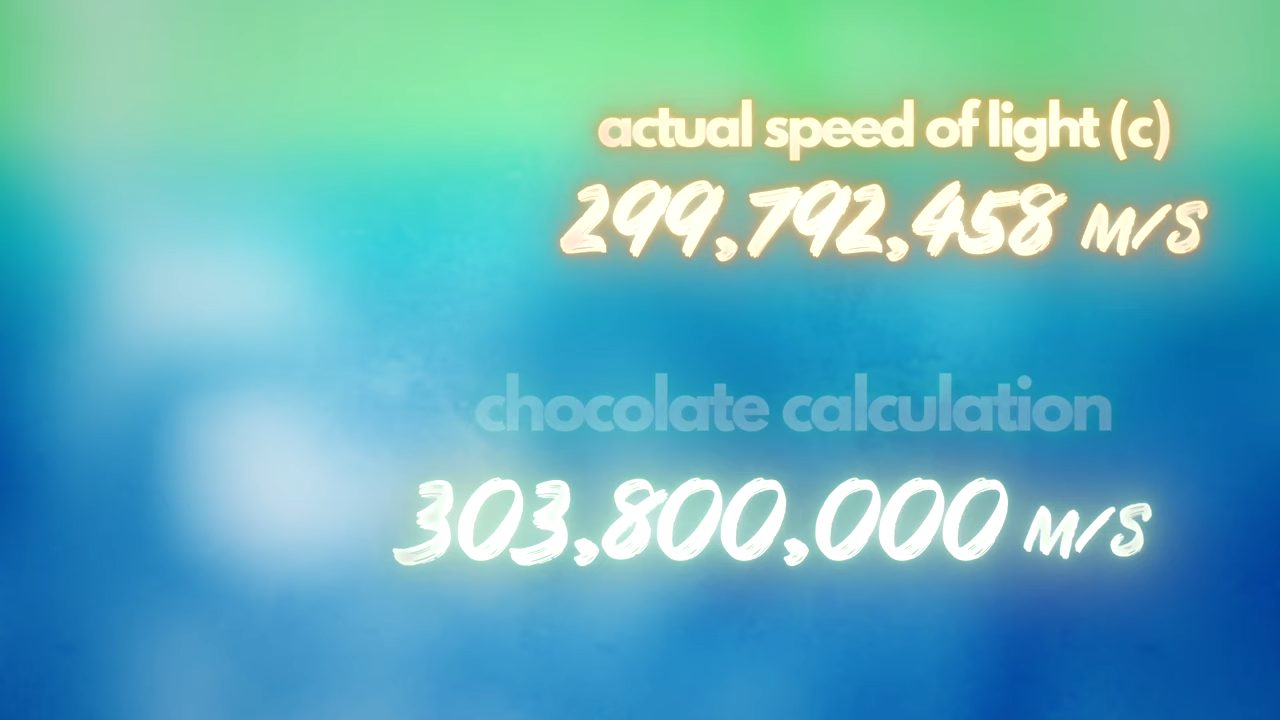 actual speed of light (c)
299,792,458 M/S
chocolate calculation
303,800,000 M/S